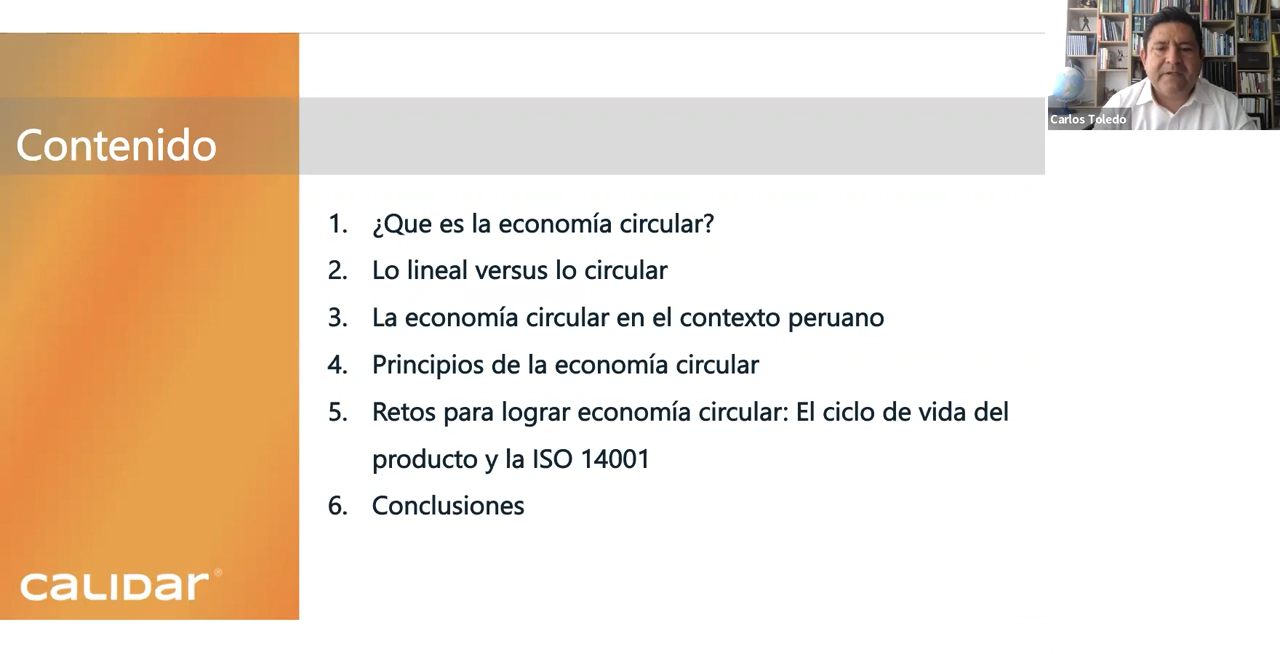 Contenido
1. ¿Que es la economía circular?
2. Lo lineal versus lo circular
3. La economía circular en el contexto peruano
4. Principios de la economía circular
5. Retos para lograr economía circular: El ciclo de vida del
producto y la ISO 14001
6. Conclusiones
CALIDAr®
Carlos Toledo